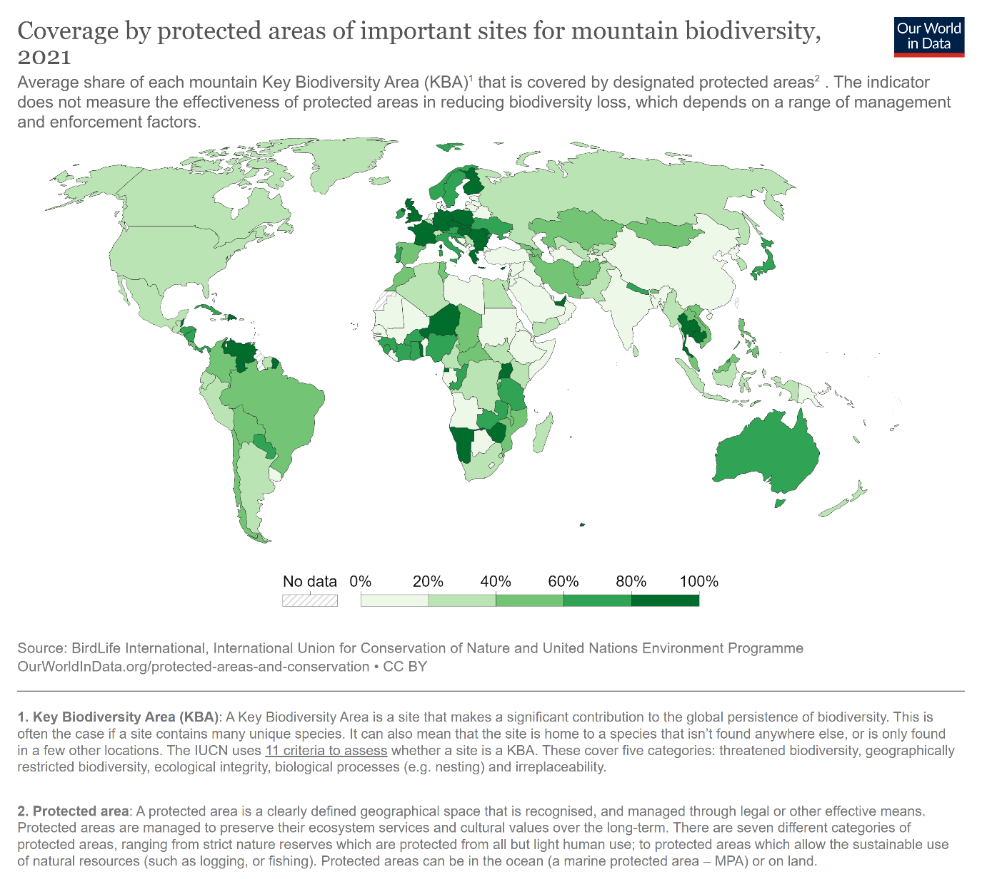 Coverage by protected areas of important sites for mountain biodiversity,
2021
Our World
in Data
Average share of each mountain Key Biodiversity Area (KBA)¹ that is covered by designated protected areas² . The indicator
does not measure the effectiveness of protected areas in reducing biodiversity loss, which depends on a range of management
and enforcement factors.
No data 0% 20% 40% 60% 80% 100%
Source: BirdLife International, International Union for Conservation of Nature and United Nations Environment Programme
OurWorldInData.org/protected-areas-and-conservation • CC BY
1. Key Biodiversity Area (KBA): A Key Biodiversity Area is a site that makes a significant contribution to the global persistence of biodiversity. This is
often the case if a site contains many unique species. It can also mean that the site is home to a species that isn't found anywhere else, or is only found
in a few other locations. The IUCN uses 11 criteria to assess whether a site is a KBA. These cover five categories: threatened biodiversity, geographically
restricted biodiversity, ecological integrity, biological processes (e.g. nesting) and irreplaceability.
2. Protected area: A protected area is a clearly defined geographical space that is recognised, and managed through legal or other effective means.
Protected areas are managed to preserve their ecosystem services and cultural values over the long-term. There are seven different categories of
protected areas, ranging from strict nature reserves which are protected from all but light human use; to protected areas which allow the sustainable use
of natural resources (such as logging, or fishing). Protected areas can be in the ocean (a marine protected area – MPA) or on land.